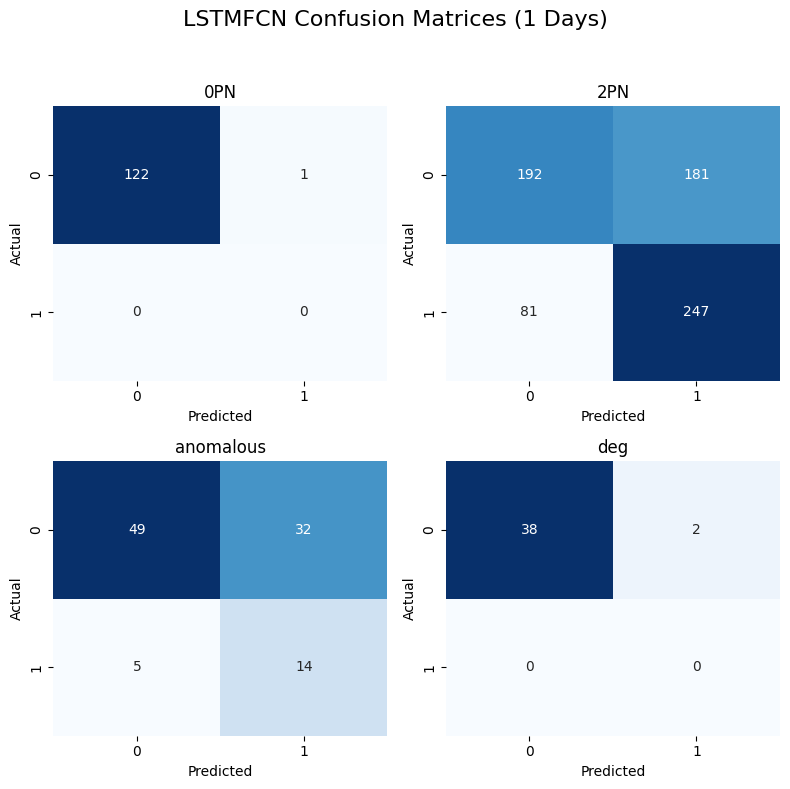 LSTMFCN Confusion Matrices (1 Days)
0PN
2PN
0
122
1
0
192
181
Actual
Actual
1
0
0
1
81
247
0
1
0
1
Predicted
Predicted
anomalous
deg
0
49
32
0
38
2
Actual
Actual
1
5
14
1
0
0
0
1
0
1
Predicted
Predicted